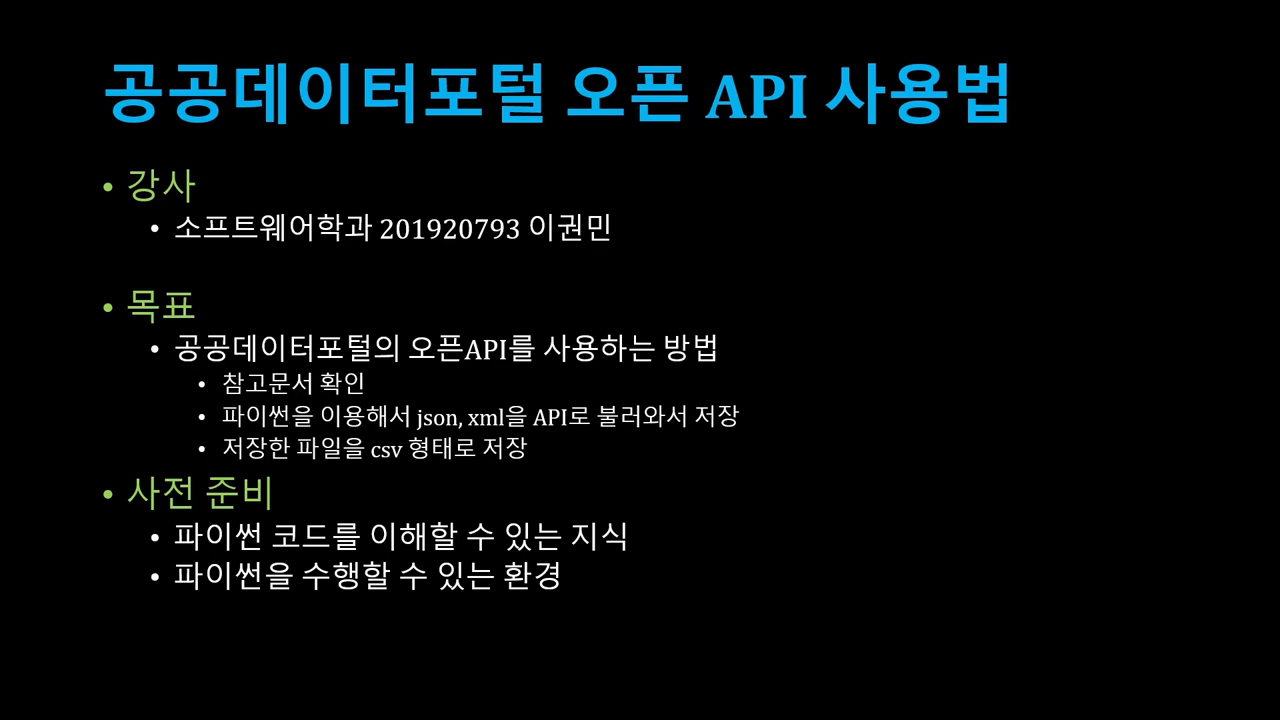 공공데이터포털 오픈 API 사용법
• 강사
• 소프트웨어학과 201920793 이권민
• 목표
• 공공데이터포털의 오픈API를 사용하는 방법
• 참고문서 확인
• 파이썬을 이용해서 json, xml을 API로 불러와서 저장
• 저장한 파일을 csv 형태로 저장
• 사전 준비
• 파이썬 코드를 이해할 수 있는 지식
• 파이썬을 수행할 수 있는 환경